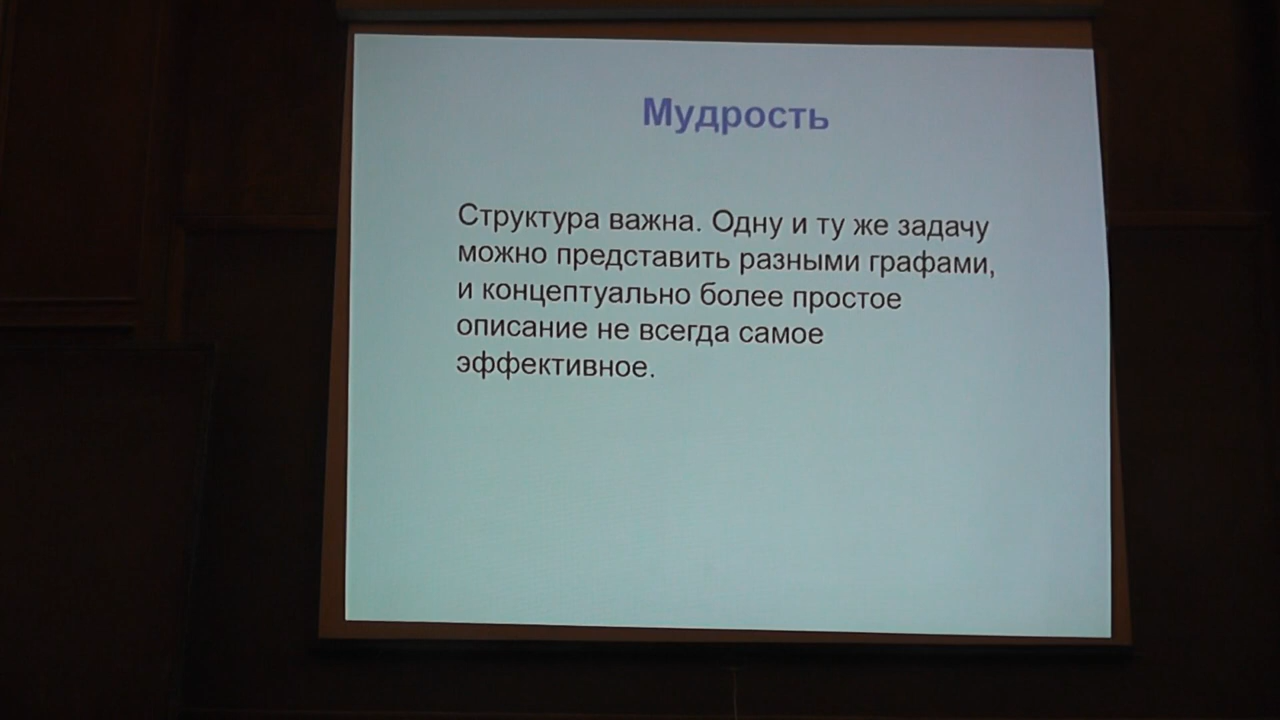 Мудрость
Структура важна. Одну и ту же задачу
можно представить разными графами,
и концептуально более простое
описание не всегда самое
эффективное.